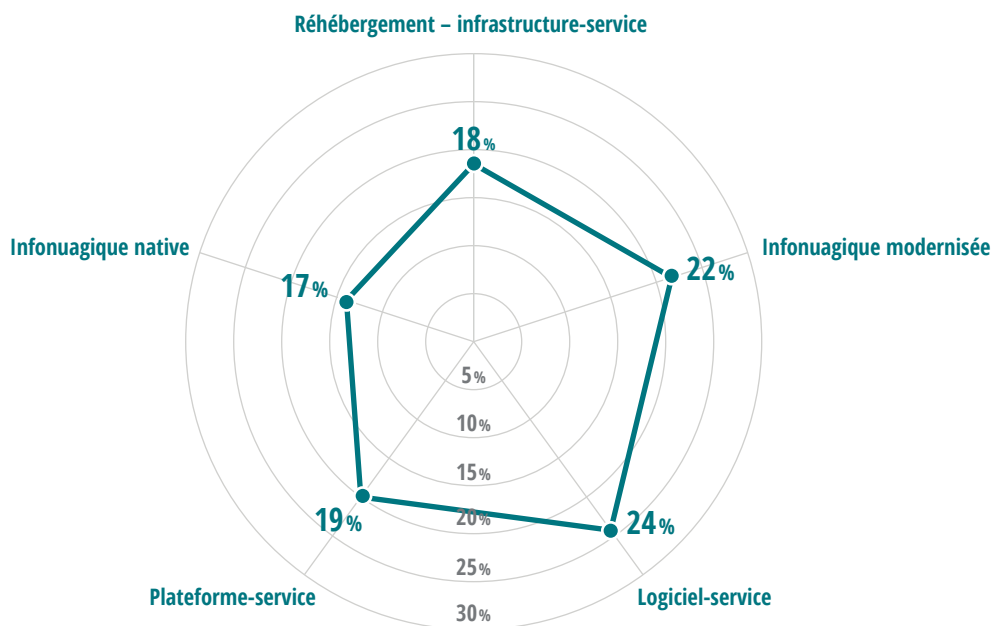 Réhébergement – infrastructure-service
18 %
Infonuagique native
Infonuagique modernisée
17 %
22 %
5 %
10 %
15 %
20 %
19 %
24 %
25 %
Plateforme-service
Logiciel-service
30 %